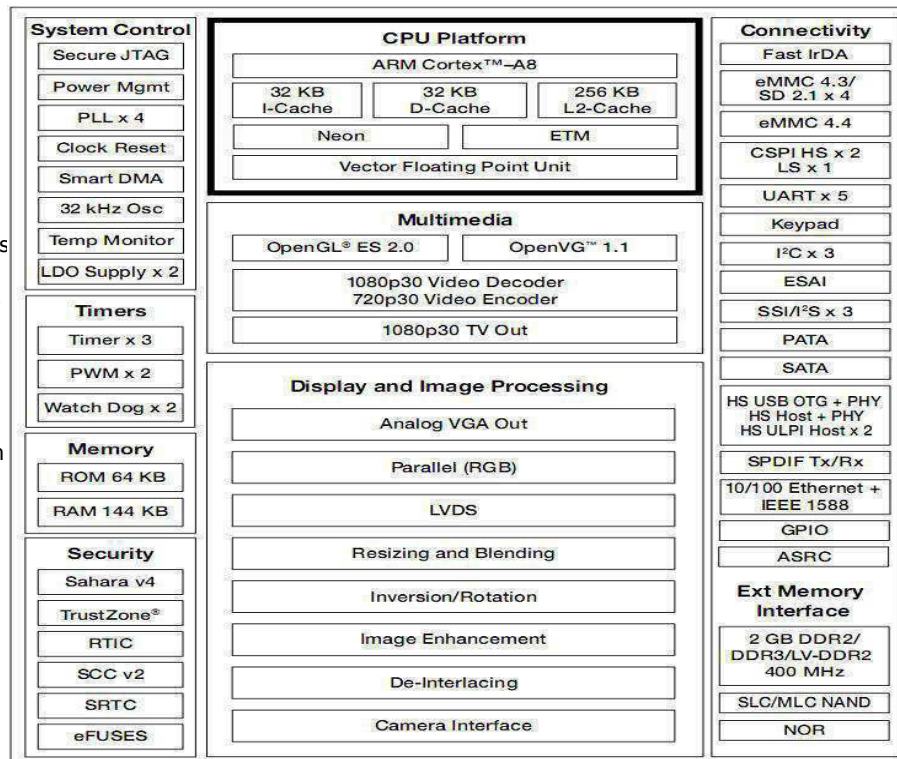 System Control
Secure JTAG
Power Mgmt
PLL x 4
Clock Reset
Smart DMA
32 kHz Osc
Temp Monitor
LDO Supply x 2
Timers
Timer x 3
PWM x 2
Watch Dog x 2
Memory
ROM 64 KB
RAM 144 KB
Security
Sahara v4
TrustZone®
RTIC
SCC v2
SRTC
eFUSES
CPU Platform
ARM Cortex™–A8
32 KB
I-Cache
32 KB
D-Cache
256 KB
L2-Cache
Neon
ETM
Vector Floating Point Unit
Multimedia
OpenGL® ES 2.0
OpenVG™ 1.1
1080p30 Video Decoder
720p30 Video Encoder
1080p30 TV Out
Display and Image Processing
Analog VGA Out
Parallel (RGB)
LVDS
Resizing and Blending
Inversion/Rotation
Image Enhancement
De-Interlacing
Camera Interface
Connectivity
Fast IrDA
eMMC 4.3/
SD 2.1 x 4
eMMC 4.4
CSPI HS x 2
LS x 1
UART x 5
Keypad
I²C x 3
ESAI
SSI/I²S x 3
PATA
SATA
HS USB OTG + PHY
HS Host + PHY
HS ULPI Host x 2
SPDIF Tx/Rx
10/100 Ethernet +
IEEE 1588
GPIO
ASRC
Ext Memory
Interface
2 GB DDR2/
DDR3/LV-DDR2
400 MHz
SLC/MLC NAND
NOR